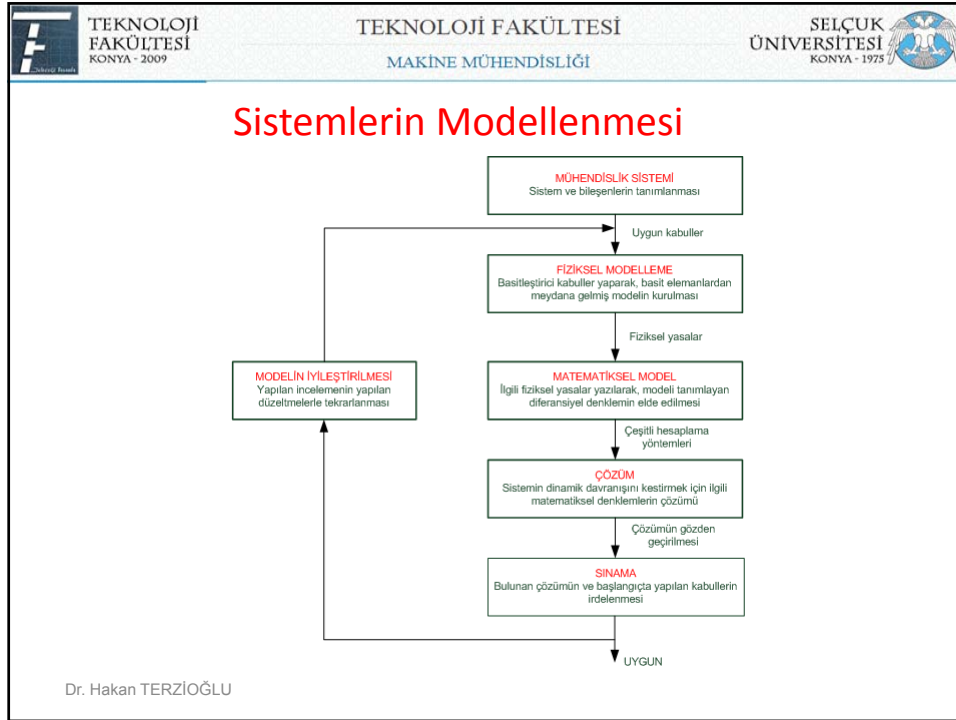 TEKNOLOJİ
FAKÜLTESİ
KONYA - 2009
TEKNOLOJİ FAKÜLTESİ
MAKİNE MÜHENDİSLİĞİ
SELÇUK
ÜNİVERSİTESİ
KONYA - 1975
Sistemlerin Modellenmesi
MÜHENDİSLİK SİSTEMİ
Sistem ve bileşenlerin tanımlanması
Uygun kabuller
FİZİKSEL MODELLEME
Basitleştirici kabuller yaparak, basit elemanlardan
meydana gelmiş modelin kurulması
Fiziksel yasalar
MODELİN İYİLEŞTİRİLMESİ
Yapılan incelemenin yapılan
düzeltmelerle tekrarlanması
MATEMATİKSEL MODEL
İlgili fiziksel yasalar yazılarak, modeli tanımlayan
diferansiyel denklemin elde edilmesi
Çeşitli hesaplama
yöntemleri
ÇÖZÜM
Sistemin dinamik davranışını kestirmek için ilgili
matematiksel denklemlerin çözümü
Çözümün gözden
geçirilmesi
SINAMA
Bulunan çözümün ve başlangıçta yapılan kabullerin
irdelenmesi
UYGUN
Dr. Hakan TERZİOĞLU